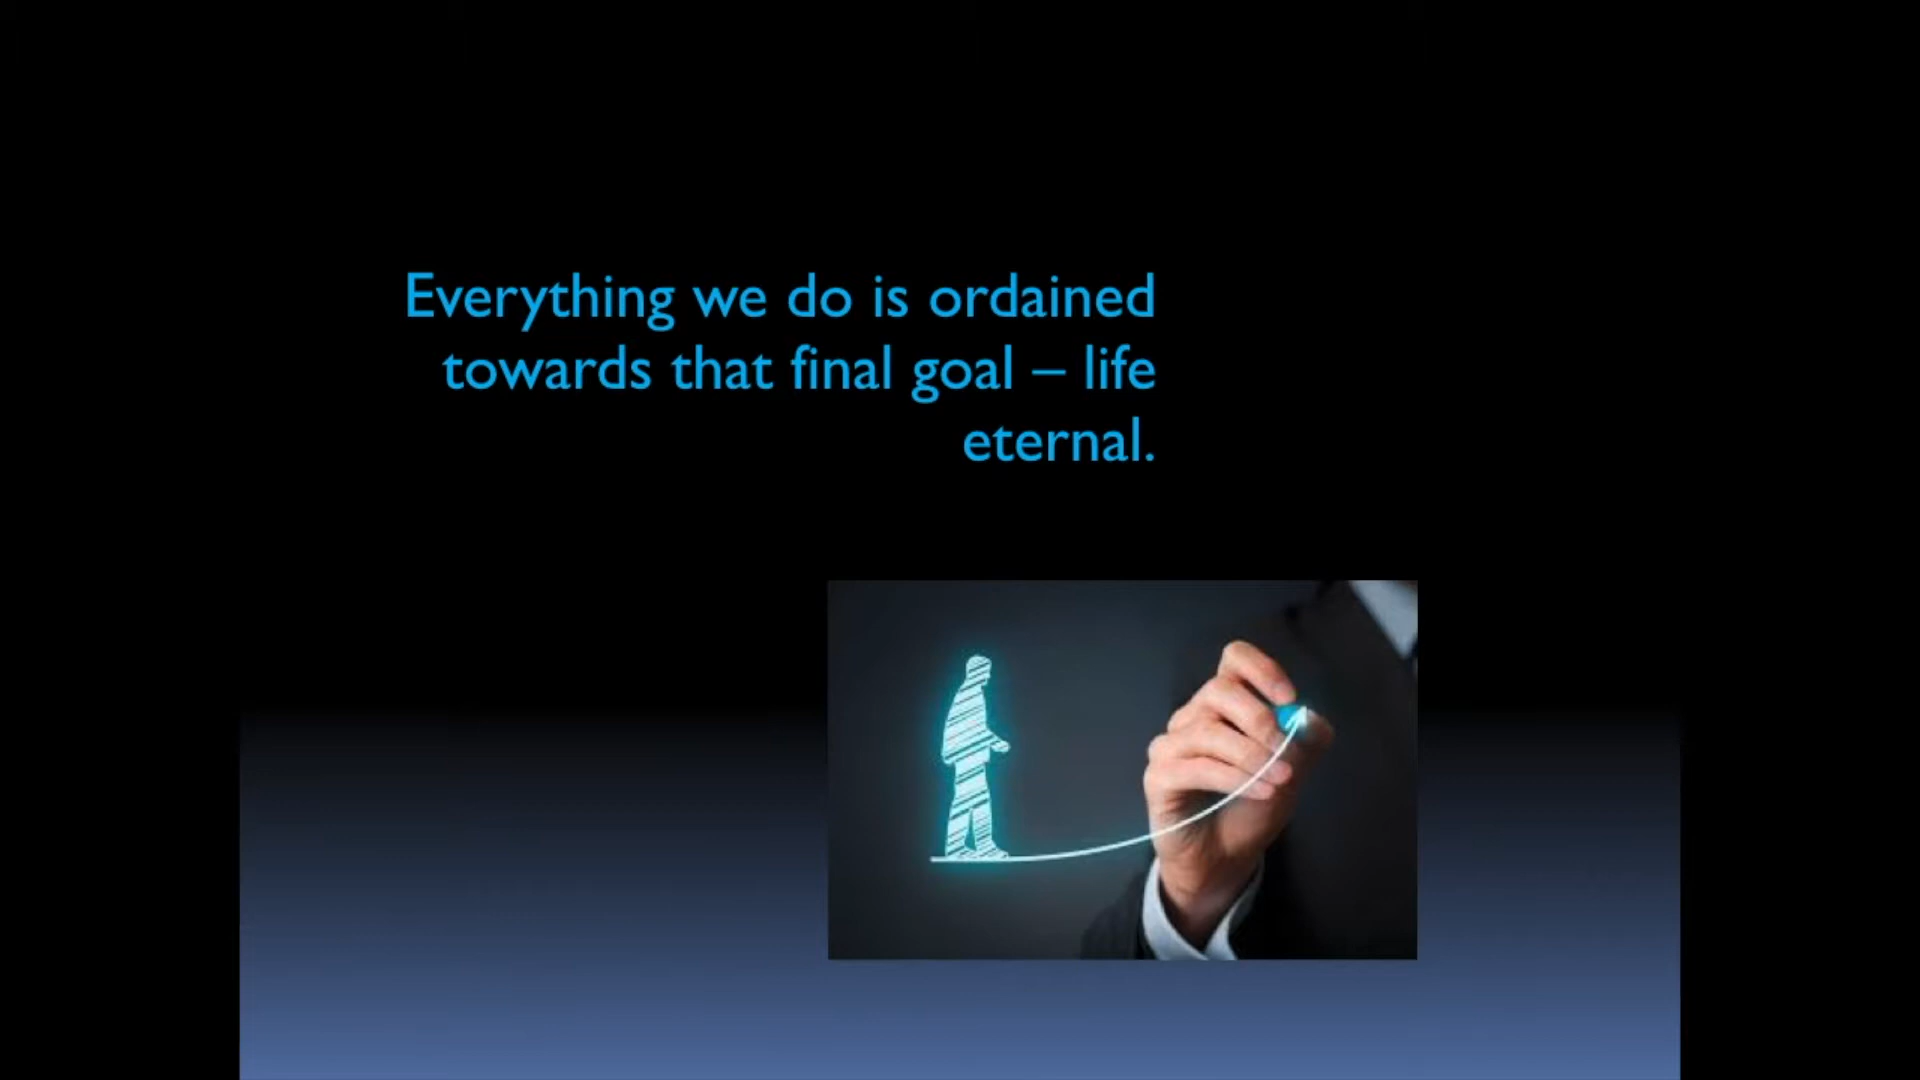 Everything we do is ordained
towards that final goal – life
eternal.